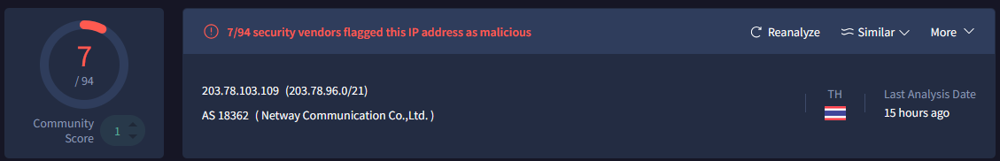 7
/ 94
Community
Score
1
7/94 security vendors flagged this IP address as malicious
Reanalyze
Similar
More
203.78.103.109 (203.78.96.0/21)
AS 18362 ( Netway Communication Co.,Ltd. )
TH
Last Analysis Date
15 hours ago